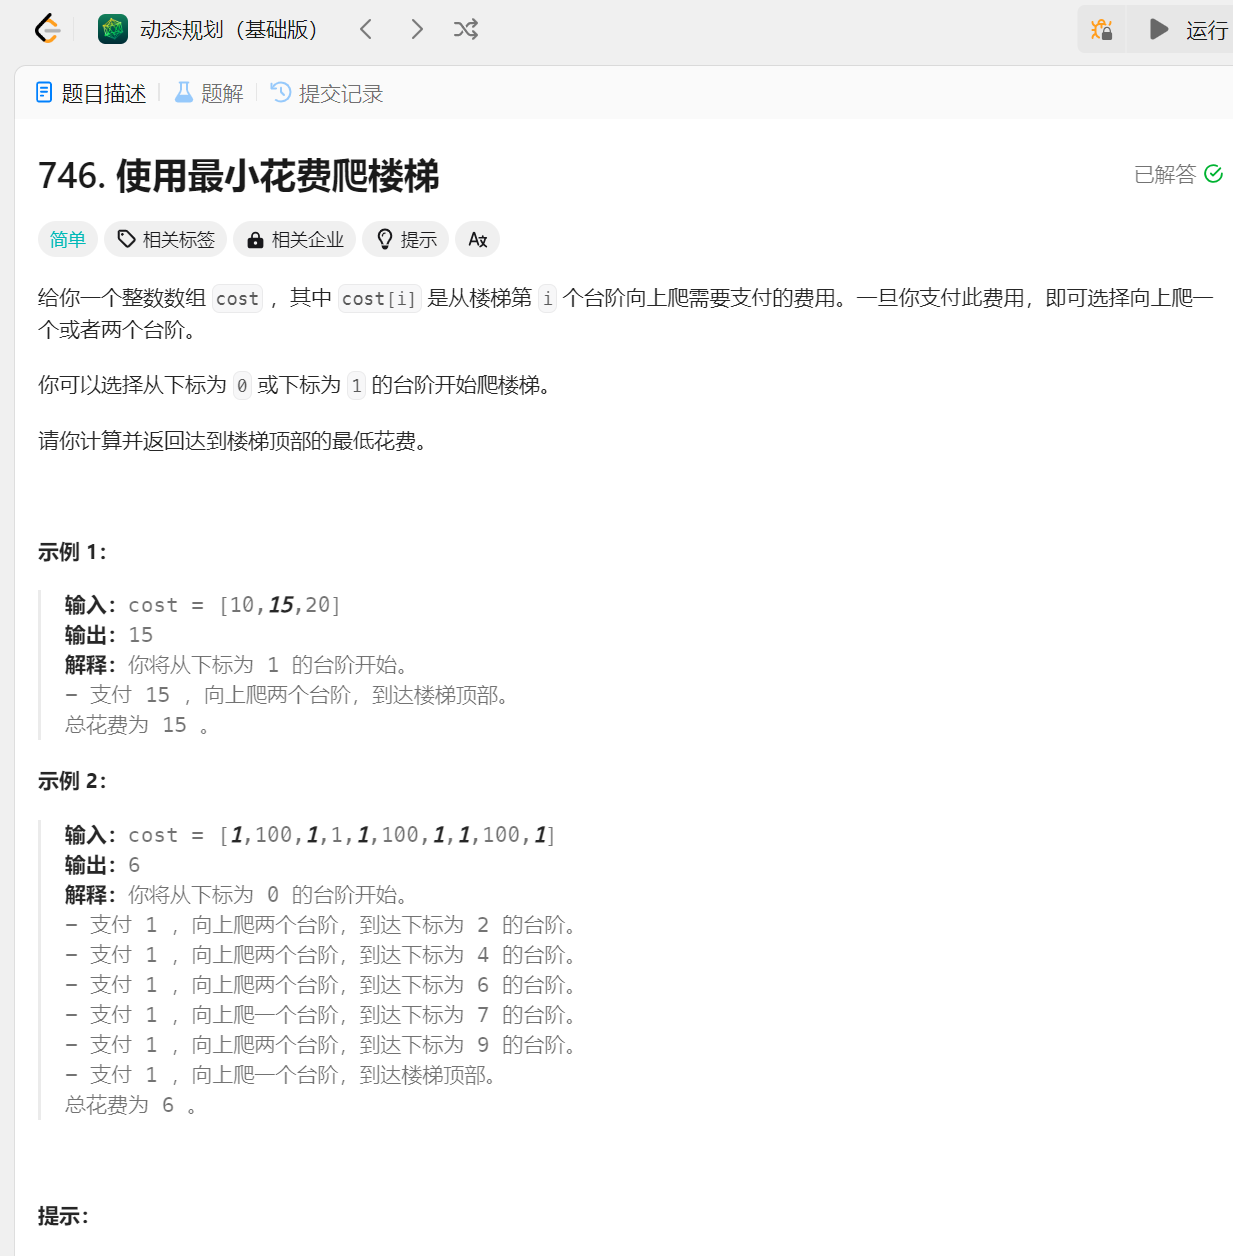 动态规划（基础版）
运行
题目描述
题解
提交记录
746. 使用最小花费爬楼梯
已解答
简单
相关标签
相关企业
提示
给你一个整数数组 cost ，其中 cost[i] 是从楼梯第 i 个台阶向上爬需要支付的费用。一旦你支付此费用，即可选择向上爬一
个或者两个台阶。
你可以选择从下标为 0 或下标为 1 的台阶开始爬楼梯。
请你计算并返回达到楼梯顶部的最低花费。
示例 1：
输入：cost = [10,15,20]
输出：15
解释：你将从下标为 1 的台阶开始。
- 支付 15 ，向上爬两个台阶，到达楼梯顶部。
总花费为 15 。
示例 2：
输入：cost = [1,100,1,1,1,100,1,1,100,1]
输出：6
解释：你将从下标为 0 的台阶开始。
- 支付 1 ，向上爬两个台阶，到达下标为 2 的台阶。
- 支付 1 ，向上爬两个台阶，到达下标为 4 的台阶。
- 支付 1 ，向上爬两个台阶，到达下标为 6 的台阶。
- 支付 1 ，向上爬一个台阶，到达下标为 7 的台阶。
- 支付 1 ，向上爬两个台阶，到达下标为 9 的台阶。
- 支付 1 ，向上爬一个台阶，到达楼梯顶部。
总花费为 6 。
提示：